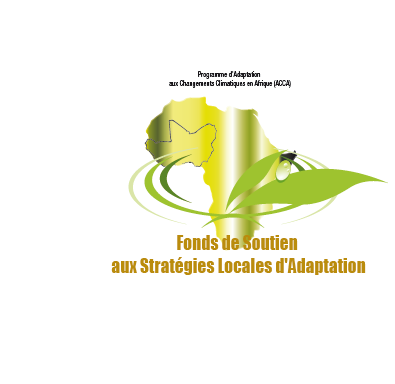 Programme d'Adaptation
aux Changements Climatiques en Afrique (ACCA)
Fonds de Soutien
aux Stratégies Locales d'Adaptation